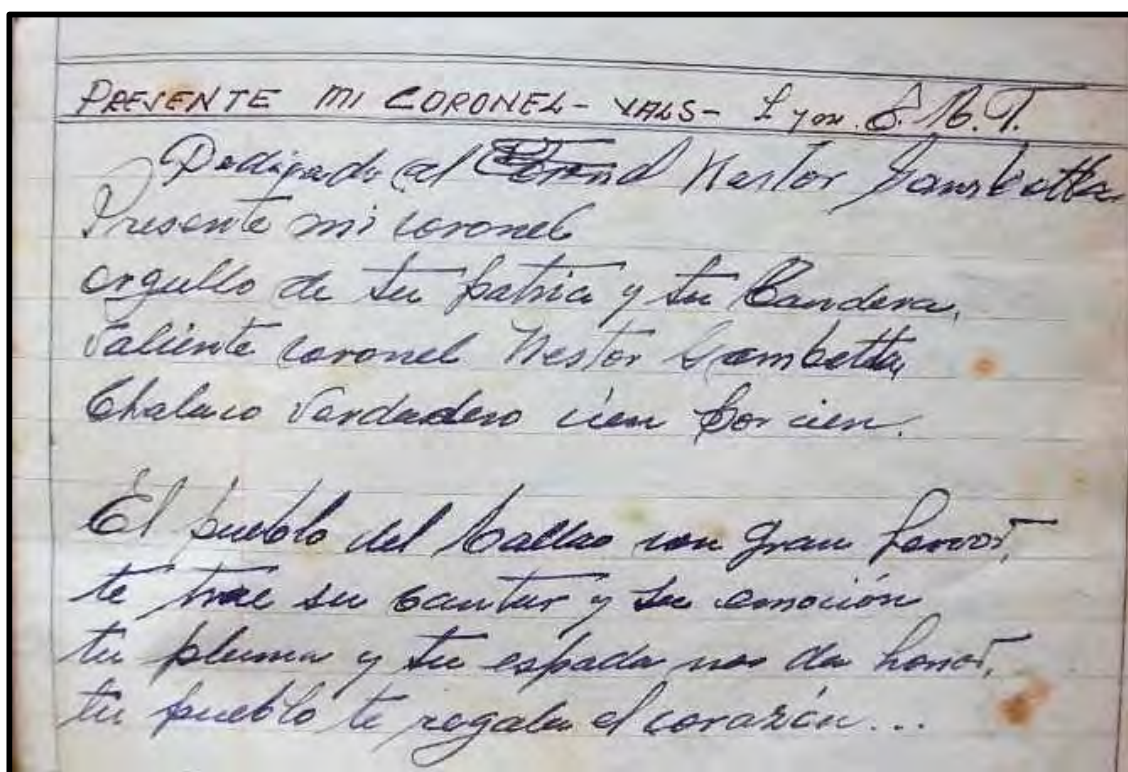 PRESENTE MI CORONEL - VALS - L y m. E. M. T.
Dedicado al Coronel Nestor Gambetta
Presente mi coronel
orgullo de tu patria y tu Bandera,
Valiente coronel Nestor Gambetta,
Chalaco verdadero cien por cien.
El pueblo del Callao con gran fervor,
te trae su cantar y su emoción
tu pluma y tu espada nos da honor,
tu pueblo te regala el corazón...